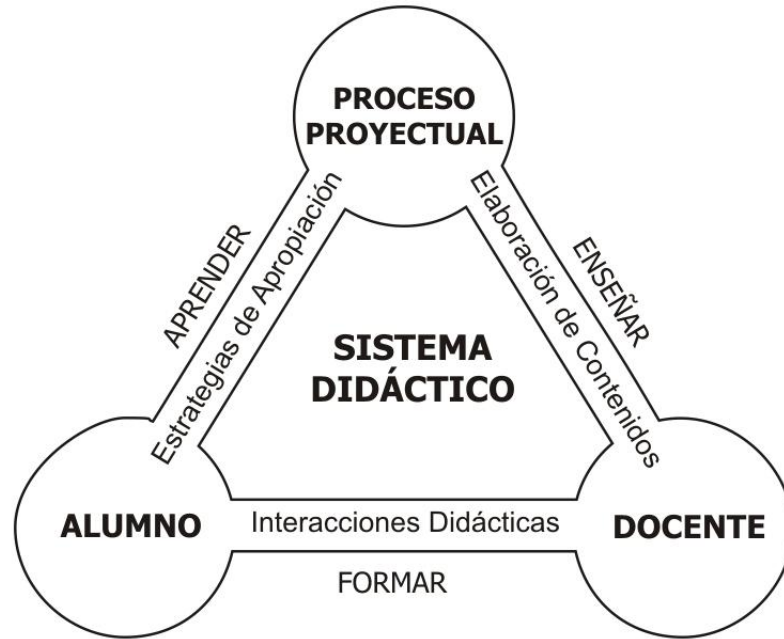 PROCESO
PROYECTUAL
APRENDER
Estrategias de Apropiación
Elaboración de Contenidos
ENSEÑAR
SISTEMA
DIDÁCTICO
ALUMNO
Interacciones Didácticas
DOCENTE
FORMAR